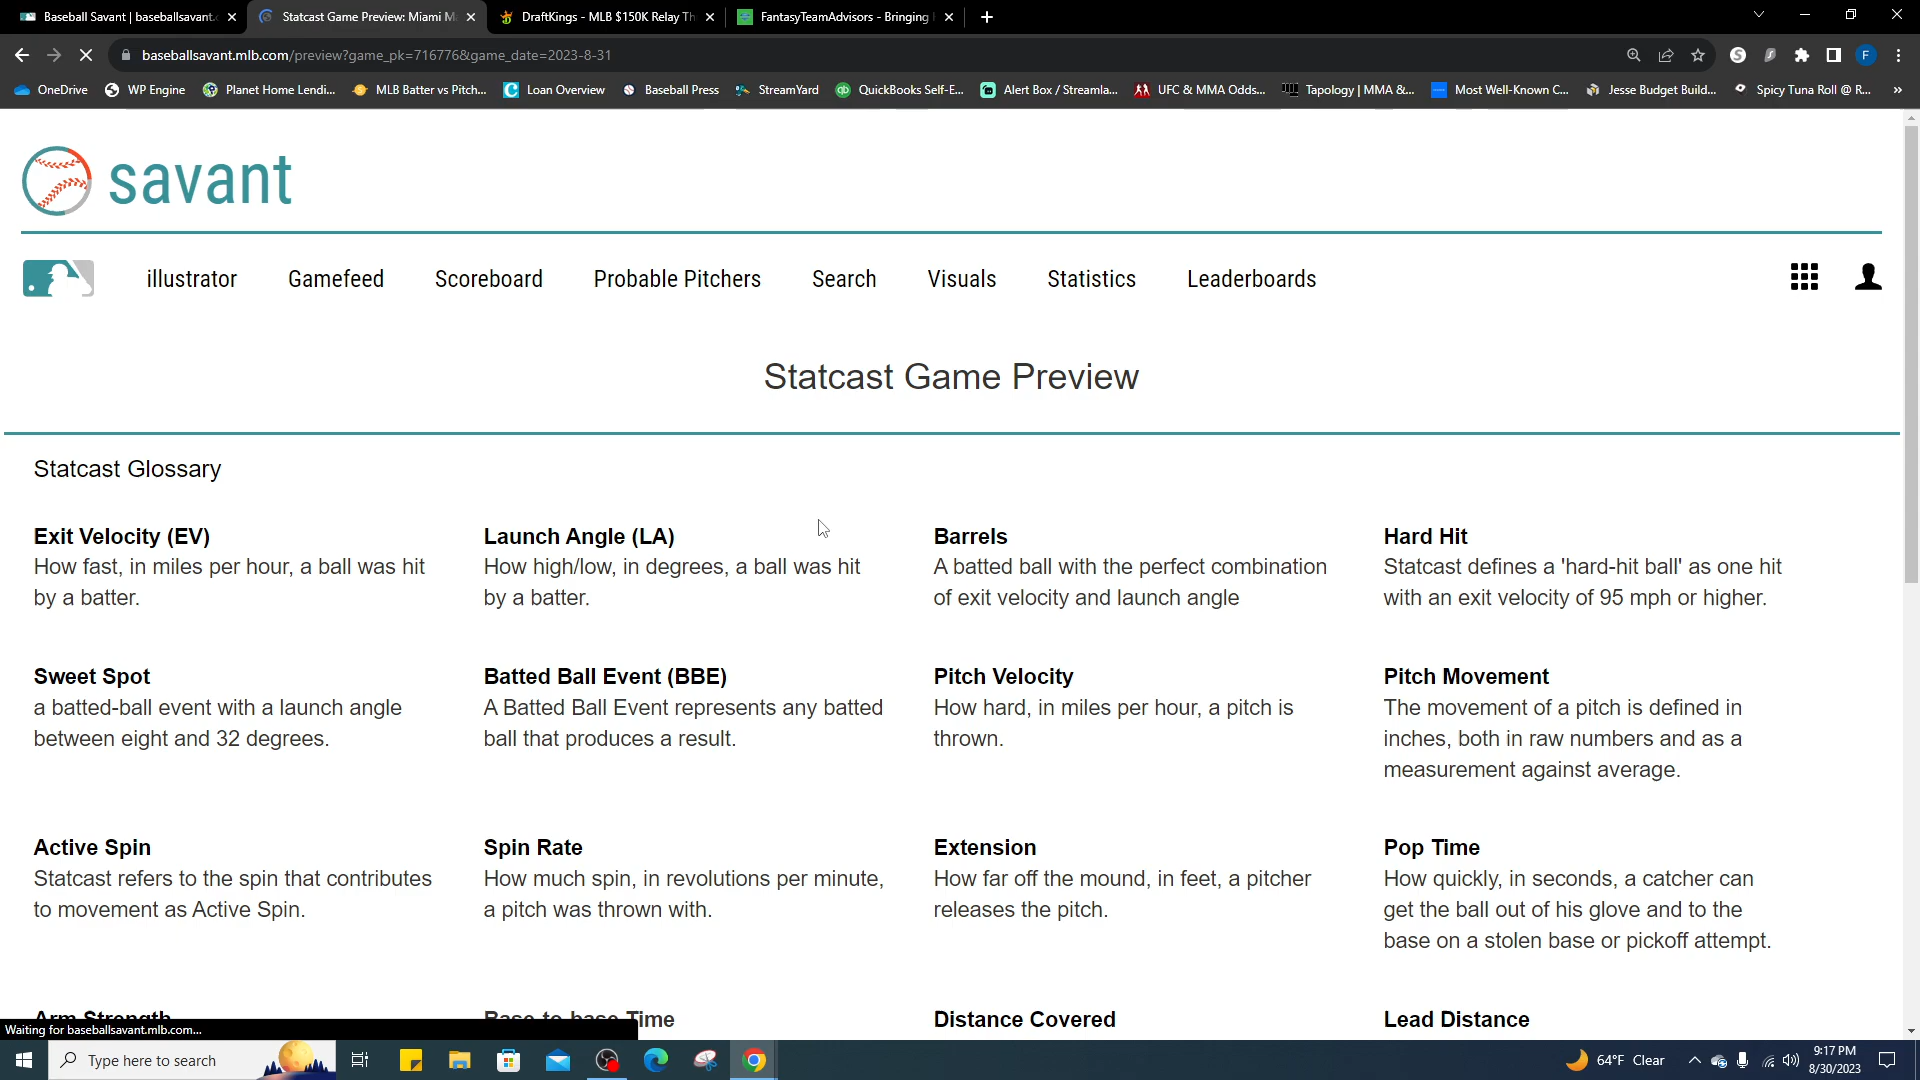 Baseball Savant | baseballsavant.
Statcast Game Preview: Miami M
DraftKings - MLB $150K Relay Th
FantasyTeamAdvisors - Bringing
baseballsavant.mlb.com/preview?game_pk=716776&game_date=2023-8-31
F
OneDrive
WP Engine
Planet Home Lendi...
MLB Batter vs Pitch...
Loan Overview
Baseball Press
StreamYard
QuickBooks Self-E...
Alert Box / Streamla...
UFC & MMA Odds...
Tapology | MMA &...
Most Well-Known C...
Jesse Budget Build...
Spicy Tuna Roll @ R...
»
savant
illustrator
Gamefeed
Scoreboard
Probable Pitchers
Search
Visuals
Statistics
Leaderboards
Statcast Game Preview
Statcast Glossary
Exit Velocity (EV)
How fast, in miles per hour, a ball was hit
by a batter.
Launch Angle (LA)
How high/low, in degrees, a ball was hit
by a batter.
Barrels
A batted ball with the perfect combination
of exit velocity and launch angle
Hard Hit
Statcast defines a 'hard-hit ball' as one hit
with an exit velocity of 95 mph or higher.
Sweet Spot
a batted-ball event with a launch angle
between eight and 32 degrees.
Batted Ball Event (BBE)
A Batted Ball Event represents any batted
ball that produces a result.
Pitch Velocity
How hard, in miles per hour, a pitch is
thrown.
Pitch Movement
The movement of a pitch is defined in
inches, both in raw numbers and as a
measurement against average.
Active Spin
Statcast refers to the spin that contributes
to movement as Active Spin.
Spin Rate
How much spin, in revolutions per minute,
a pitch was thrown with.
Extension
How far off the mound, in feet, a pitcher
releases the pitch.
Pop Time
How quickly, in seconds, a catcher can
get the ball out of his glove and to the
base on a stolen base or pickoff attempt.
Arm Strength
Base-to-base Time
Distance Covered
Lead Distance
Waiting for baseballsavant.mlb.com...
Type here to search
64°F Clear
9:17 PM
8/30/2023